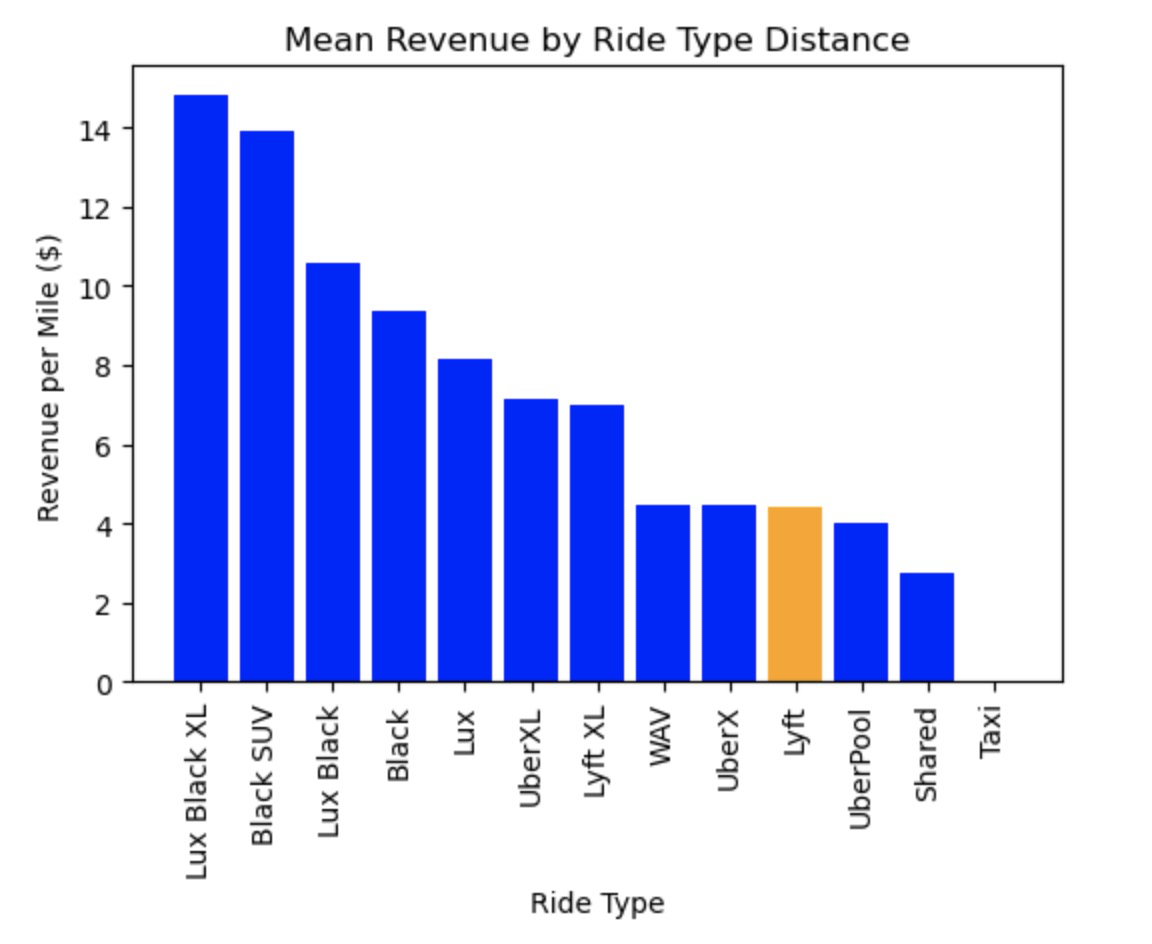 Mean Revenue by Ride Type Distance
Revenue per Mile ($)
14
12
10
8
6
4
2
0
Lux Black XL
Black SUV
Lux Black
Black
Lux
UberXL
Lyft XL
WAV
UberX
Lyft
UberPool
Shared
Taxi
Ride Type